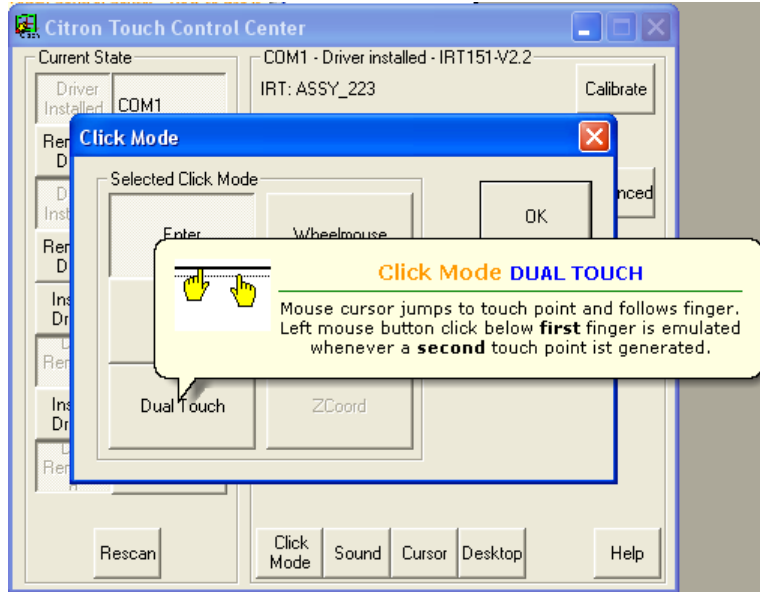 Citron Touch Control Center
Current State
COM1 - Driver installed - IRT151-V2.2
Driver
Installed
COM1
IRT: ASSY_223
Calibrate
Click Mode
Selected Click Mode
Enter
Wheelmouse
OK
Click Mode DUAL TOUCH
Mouse cursor jumps to touch point and follows finger.
Left mouse button click below first finger is emulated
whenever a second touch point ist generated.
Dual Touch
ZCoord
Rescan
Click
Mode
Sound
Cursor
Desktop
Help